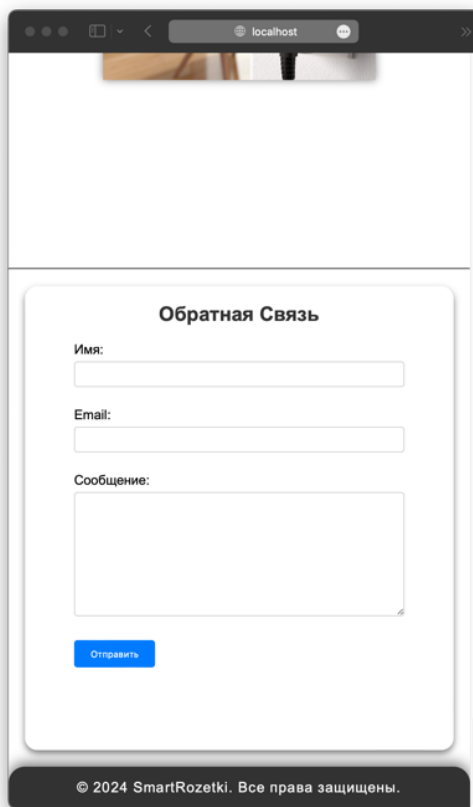 localhost
Обратная Связь
Имя:
Email:
Сообщение:
Отправить
© 2024 SmartRozetki. Все права защищены.